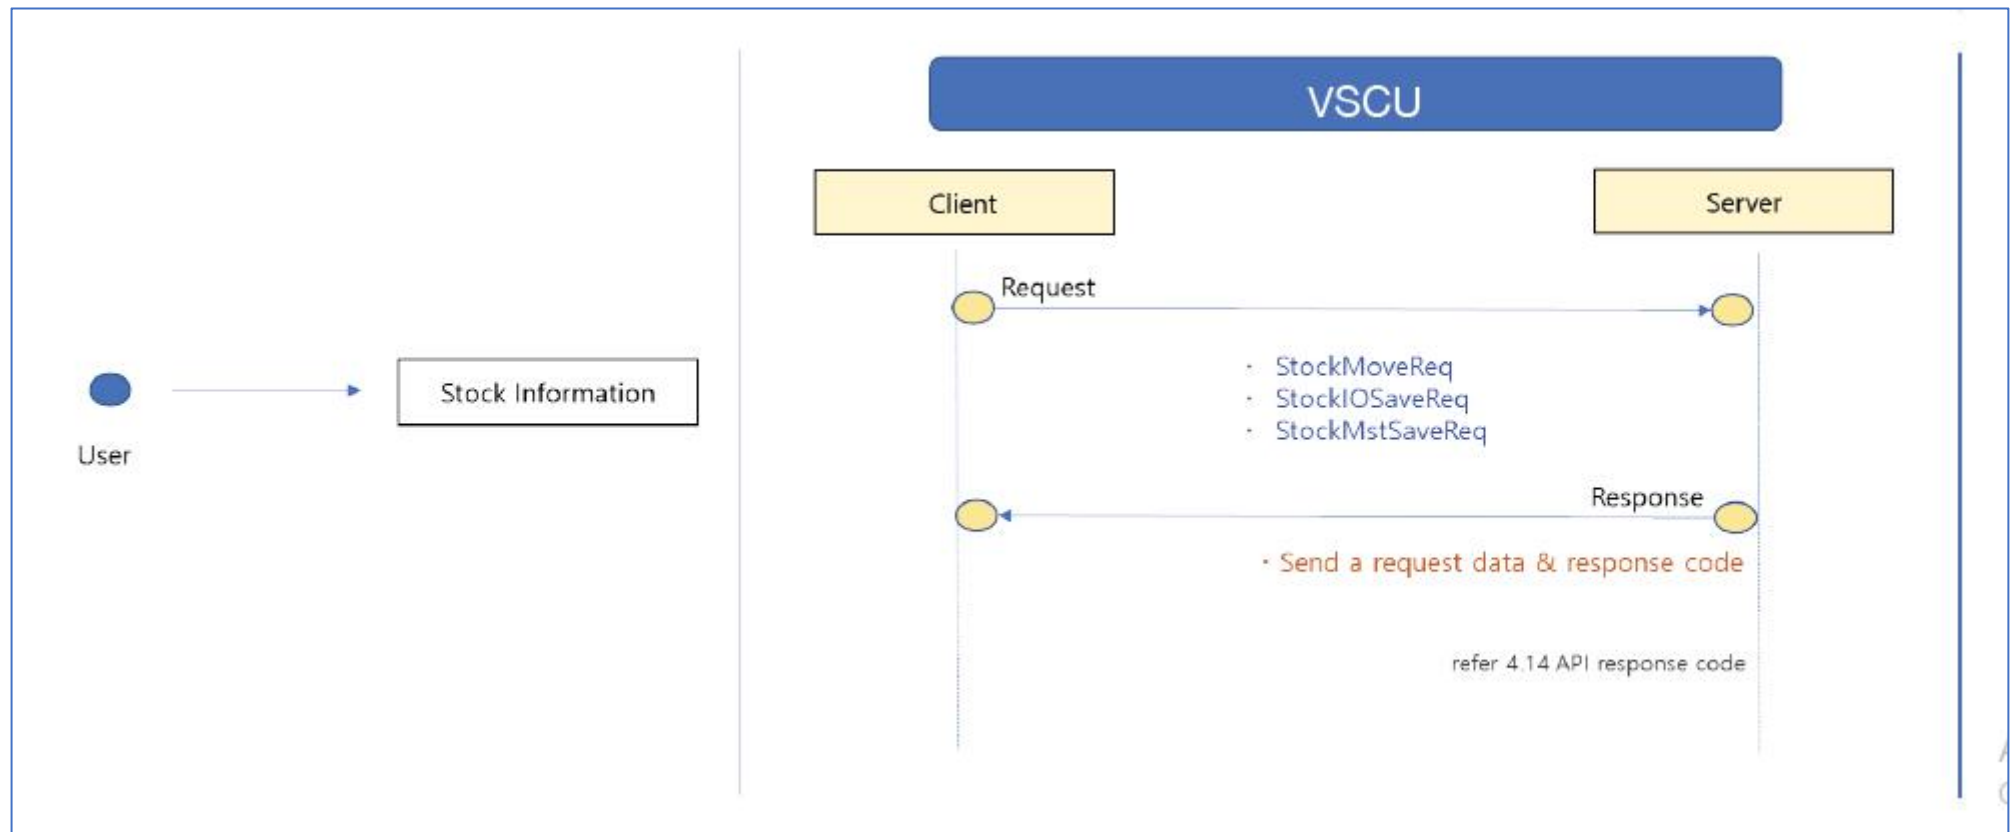 VSCU
Client
Server
Request
· StockMoveReq
· StockIOSaveReq
· StockMstSaveReq
Stock Information
User
Response
· Send a request data & response code
refer 4.14 API response code